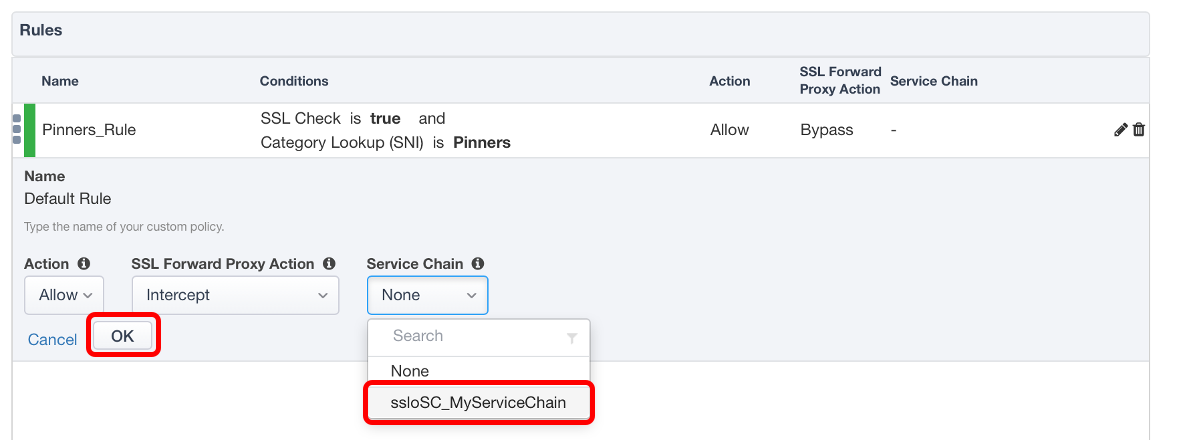 Rules
Name Conditions Action SSL Forward Proxy Action Service Chain
Pinners_Rule SSL Check is true and Allow Bypass -
Category Lookup (SNI) is Pinners
Name
Default Rule
Type the name of your custom policy.
Action SSL Forward Proxy Action Service Chain
Allow Intercept None
Cancel OK Search
None
ssloSC_MyServiceChain